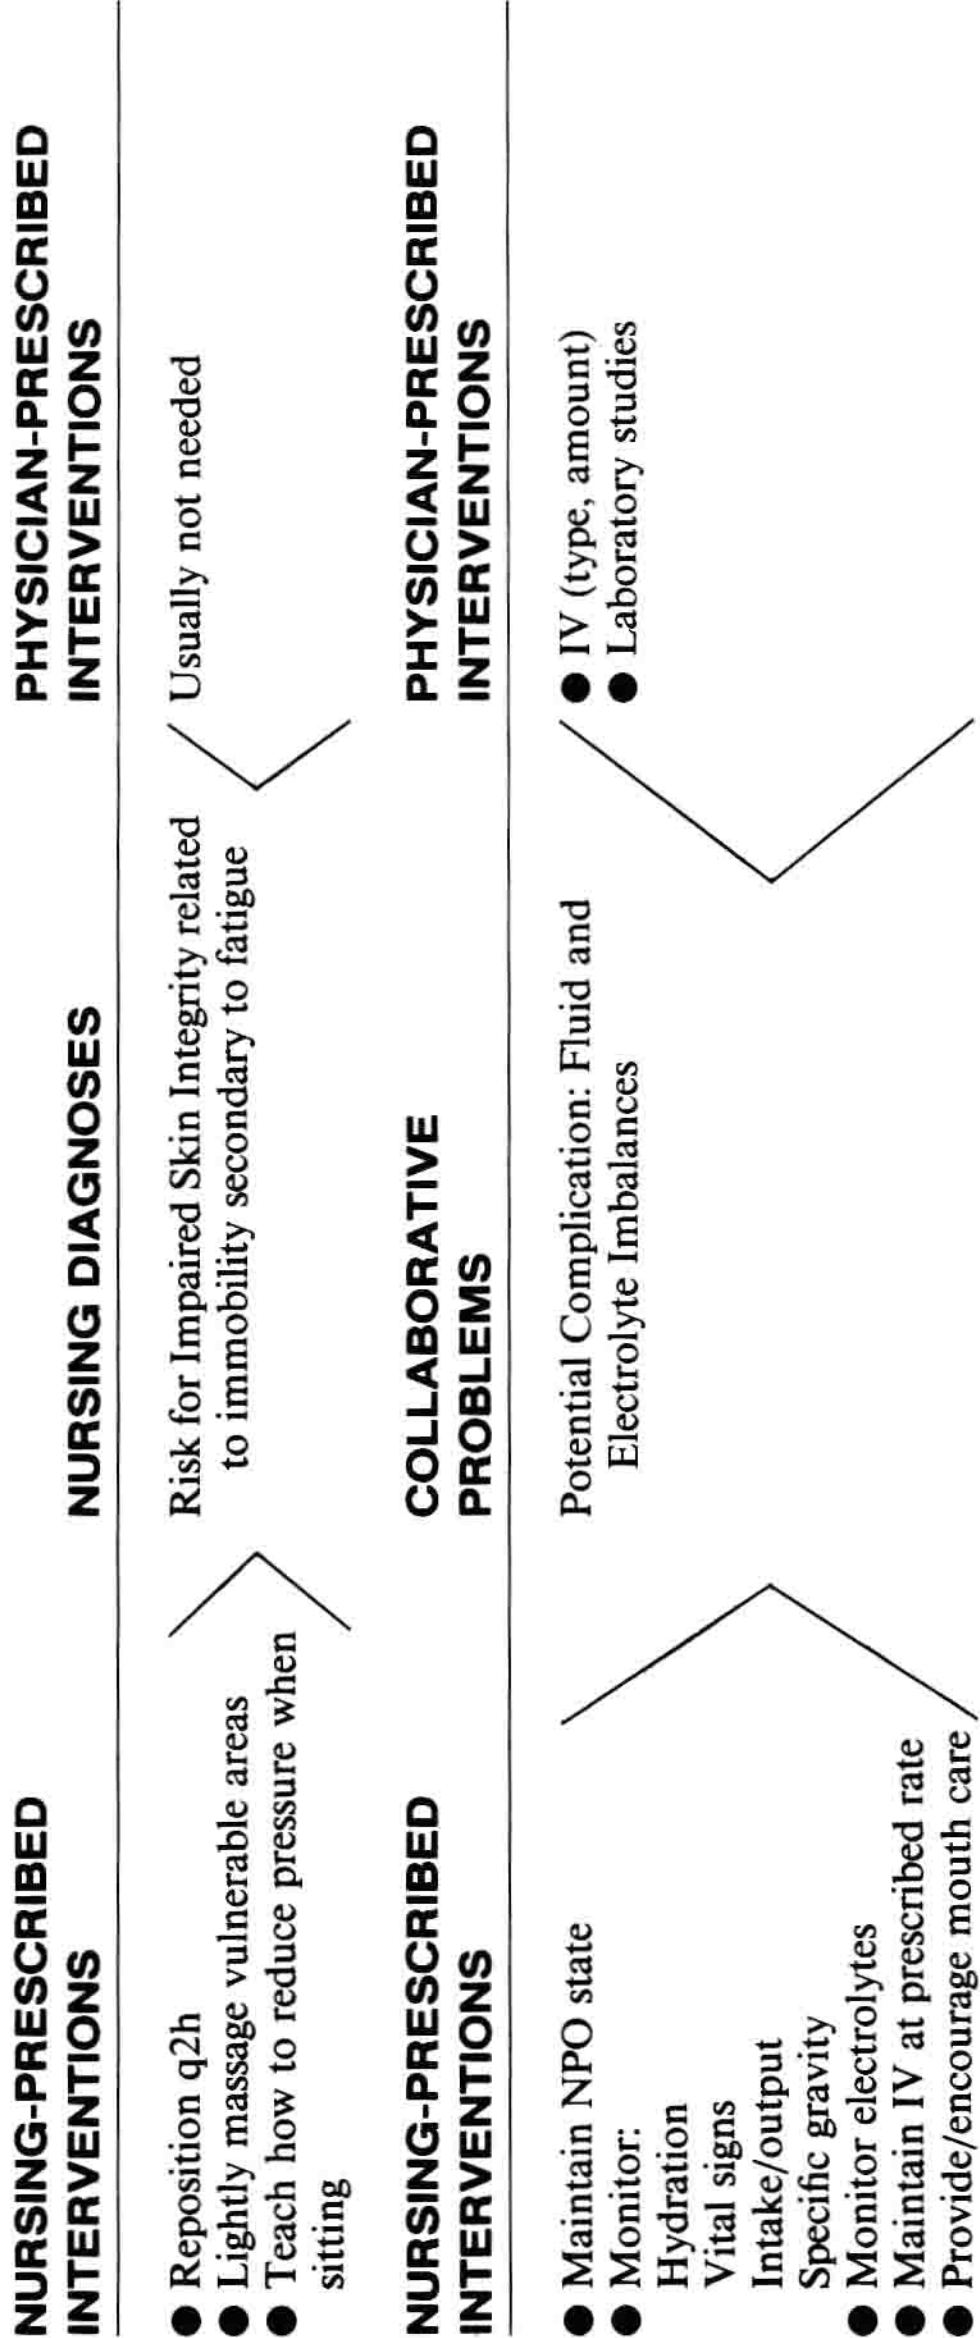 NURSING-PRESCRIBED
INTERVENTIONS
NURSING DIAGNOSES
PHYSICIAN-PRESCRIBED
INTERVENTIONS
● Reposition q2h
● Lightly massage vulnerable areas
● Teach how to reduce pressure when
sitting
Risk for Impaired Skin Integrity related
to immobility secondary to fatigue
Usually not needed
NURSING-PRESCRIBED
INTERVENTIONS
COLLABORATIVE
PROBLEMS
PHYSICIAN-PRESCRIBED
INTERVENTIONS
● Maintain NPO state
● Monitor:
Hydration
Vital signs
Intake/output
Specific gravity
● Monitor electrolytes
● Maintain IV at prescribed rate
● Provide/encourage mouth care
Potential Complication: Fluid and
Electrolyte Imbalances
● IV (type, amount)
● Laboratory studies